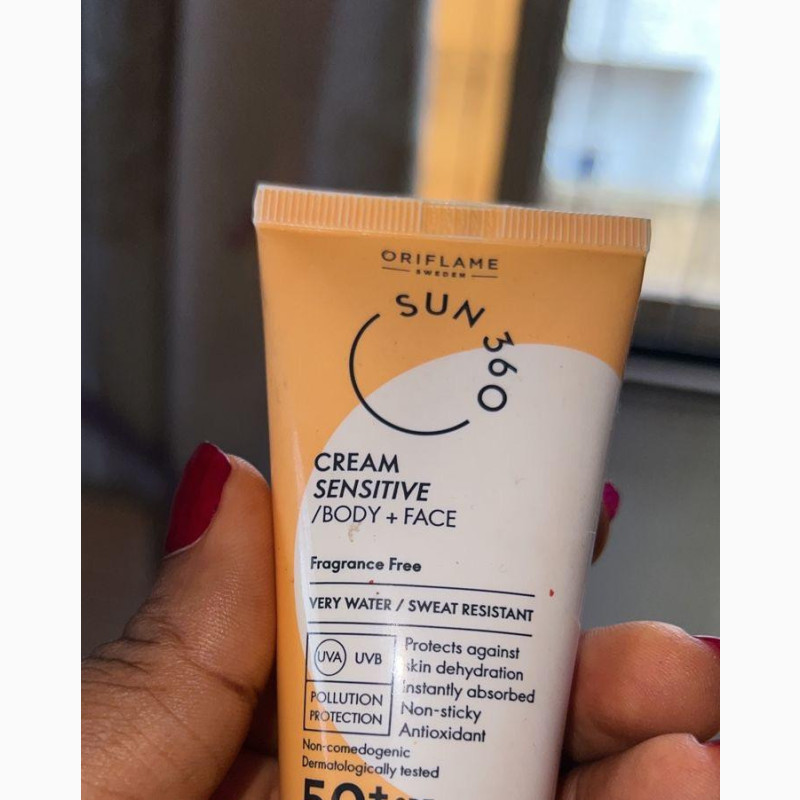 ORIFLAME
SWEDEN
SUN 360
CREAM
SENSITIVE
/BODY + FACE
Fragrance Free
VERY WATER / SWEAT RESISTANT
UVA UVB
POLLUTION
PROTECTION
Protects against
skin dehydration
Instantly absorbed
Non-sticky
Antioxidant
Non-comedogenic
Dermatologically tested
50+